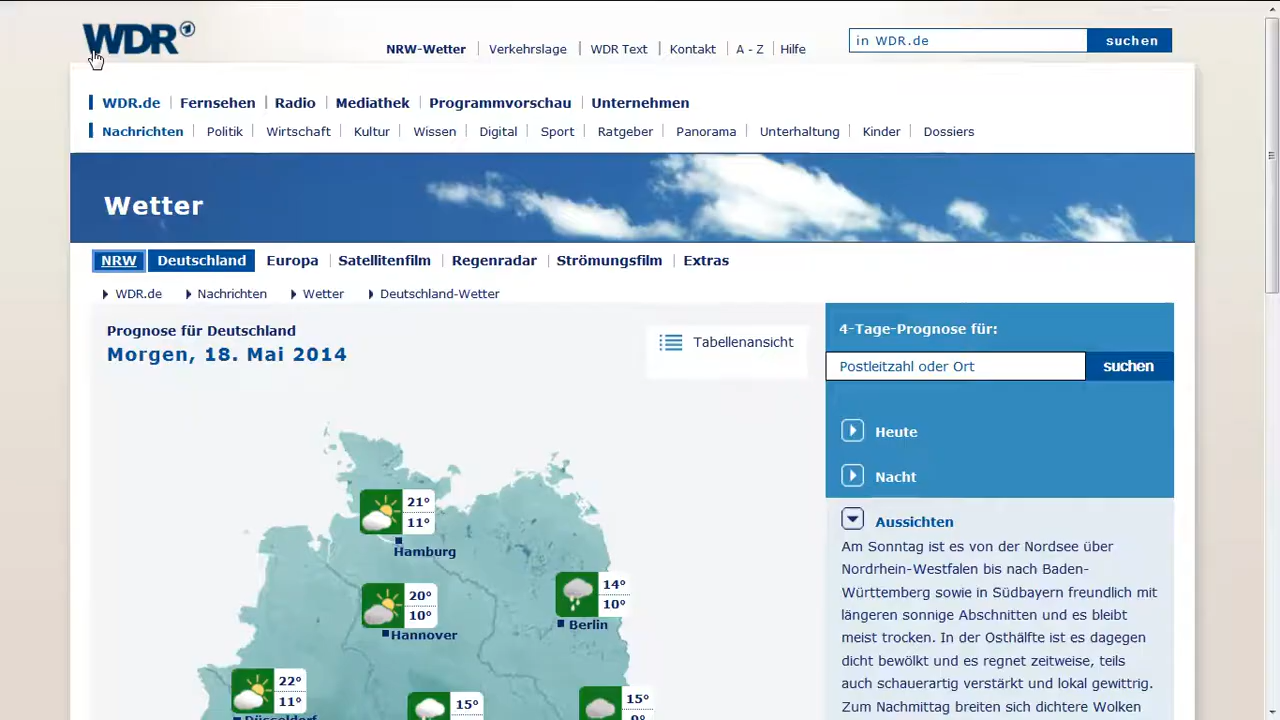 WDR
NRW-Wetter Verkehrslage WDR Text Kontakt A - Z Hilfe
in WDR.de suchen
WDR.de Fernsehen Radio Mediathek Programmvorschau Unternehmen
Nachrichten Politik Wirtschaft Kultur Wissen Digital Sport Ratgeber Panorama Unterhaltung Kinder Dossiers
Wetter
NRW Deutschland Europa Satellitenfilm Regenradar Strömungsfilm Extras
WDR.de Nachrichten Wetter Deutschland-Wetter
Prognose für Deutschland
Morgen, 18. Mai 2014
Tabellenansicht
21°
11°
Hamburg
20°
10°
Hannover
14°
10°
Berlin
22°
11°
Düsseldorf
15°
15°
9°
4-Tage-Prognose für:
Postleitzahl oder Ort suchen
Heute
Nacht
Aussichten
Am Sonntag ist es von der Nordsee über
Nordrhein-Westfalen bis nach Baden-
Württemberg sowie in Südbayern freundlich mit
längeren sonnige Abschnitten und es bleibt
meist trocken. In der Osthälfte ist es dagegen
dicht bewölkt und es regnet zeitweise, teils
auch schauerartig verstärkt und lokal gewittrig.
Zum Nachmittag breiten sich dichtere Wolken